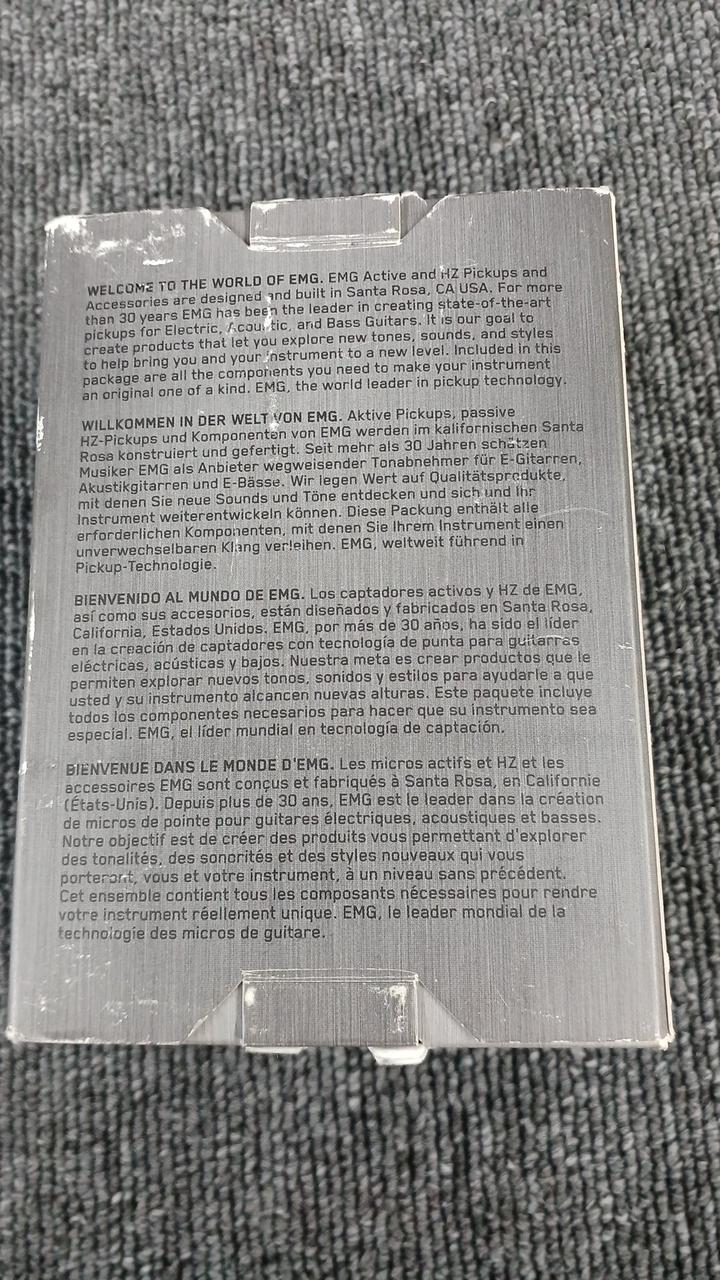 WELCOME TO THE WORLD OF EMG. EMG Active and HZ Pickups and
Accessories are designed and built in Santa Rosa, CA USA. For more
than 30 years EMG has been the leader in creating state-of-the-art
pickups for Electric, Acoustic, and Bass Guitars. It is our goal to
create products that let you explore new tones, sounds, and styles
to help bring you and your instrument to a new level. Included in this
package are all the components you need to make your instrument
an original one of a kind. EMG, the world leader in pickup technology.
WILLKOMMEN IN DER WELT VON EMG. Aktive Pickups, passive
HZ-Pickups und Komponenten von EMG werden im kalifornischen Santa
Rosa konstruiert und gefertigt. Seit mehr als 30 Jahren schätzen
Musiker EMG als Anbieter wegweisender Tonabnehmer für E-Gitarren,
Akustikgitarren und E-Bässe. Wir legen Wert auf Qualitätsprodukte,
mit denen Sie neue Sounds und Töne entdecken und sich und Ihr
Instrument weiterentwickeln können. Diese Packung enthält alle
erforderlichen Komponenten, mit denen Sie Ihrem Instrument einen
unverwechselbaren Klang verleihen. EMG, weltweit führend in
Pickup-Technologie.
BIENVENIDO AL MUNDO DE EMG. Los captadores activos y HZ de EMG,
así como sus accesorios, están diseñados y fabricados en Santa Rosa,
California, Estados Unidos. EMG, por más de 30 años, ha sido el líder
en la creación de captadores con tecnología de punta para guitarras
eléctricas, acústicas y bajos. Nuestra meta es crear productos que le
permiten explorar nuevos tonos, sonidos y estilos para ayudarle a que
usted y su instrumento alcancen nuevas alturas. Este paquete incluye
todos los componentes necesarios para hacer que su instrumento sea
especial. EMG, el líder mundial en tecnología de captación.
BIENVENUE DANS LE MONDE D'EMG. Les micros actifs et HZ et les
accessoires EMG sont conçus et fabriqués à Santa Rosa, en Californie
(États-Unis). Depuis plus de 30 ans, EMG est le leader dans la création
de micros de pointe pour guitares électriques, acoustiques et basses.
Notre objectif est de créer des produits vous permettant d'explorer
des tonalités, des sonorités et des styles nouveaux qui vous
porteront, vous et votre instrument, à un niveau sans précédent.
Cet ensemble contient tous les composants nécessaires pour rendre
votre instrument réellement unique. EMG, le leader mondial de la
technologie des micros de guitare.